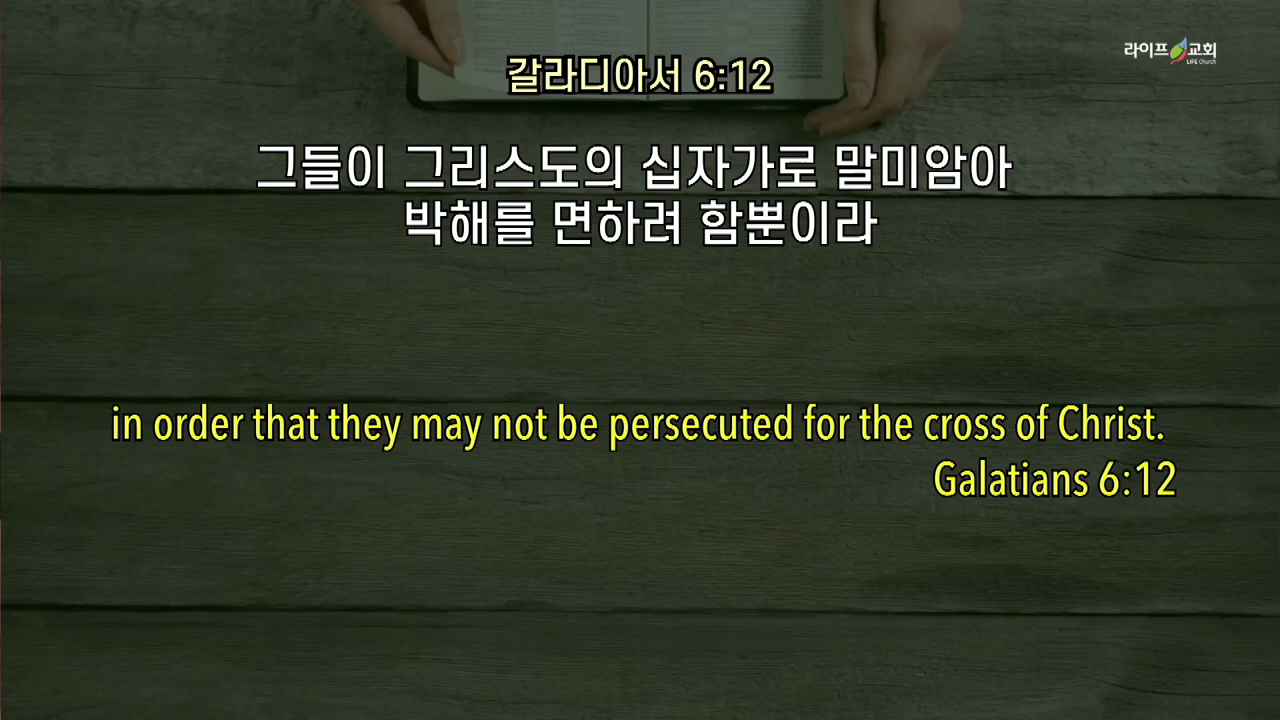 라이프 교회
LIFE Church
갈라디아서 6:12
그들이 그리스도의 십자가로 말미암아
박해를 면하려 함뿐이라
in order that they may not be persecuted for the cross of Christ.
Galatians 6:12